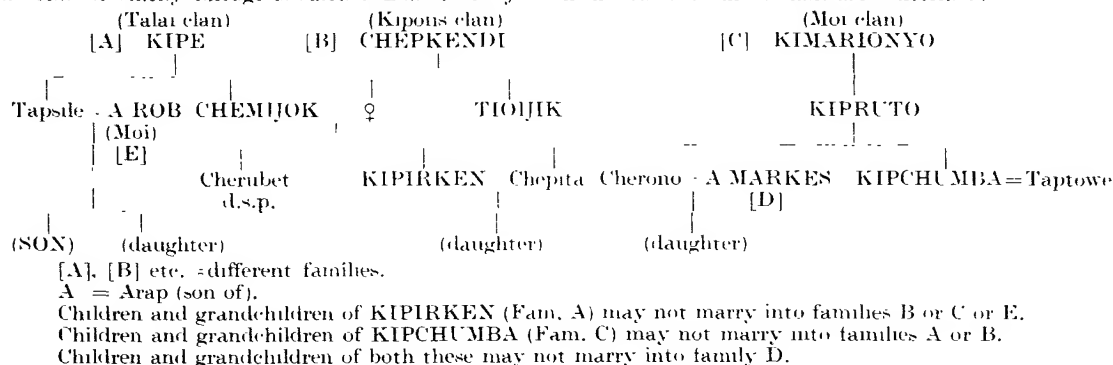 (Talai clan) (Kipoiis clan) (Moi clan)
[A] KIPE [B] CHEPKENDI [C] KIMARIONYO
Tapsile - A ROB CHEMIJOK ♀ TIOIJIK KIPRUTO
(Moi)
[E]
Cherubet KIPIRKEN Chepita Cherono - A MARKES KIPCHUMBA=Taptowe
d.s.p. [D]
(SON) (daughter) (daughter) (daughter)
[A], [B] etc. =different families.
A = Arap (son of).
Children and grandchildren of KIPIRKEN (Fam. A) may not marry into families B or C or E.
Children and grandchildren of KIPCHUMBA (Fam. C) may not marry into families A or B.
Children and grandchildren of both these may not marry into family D.